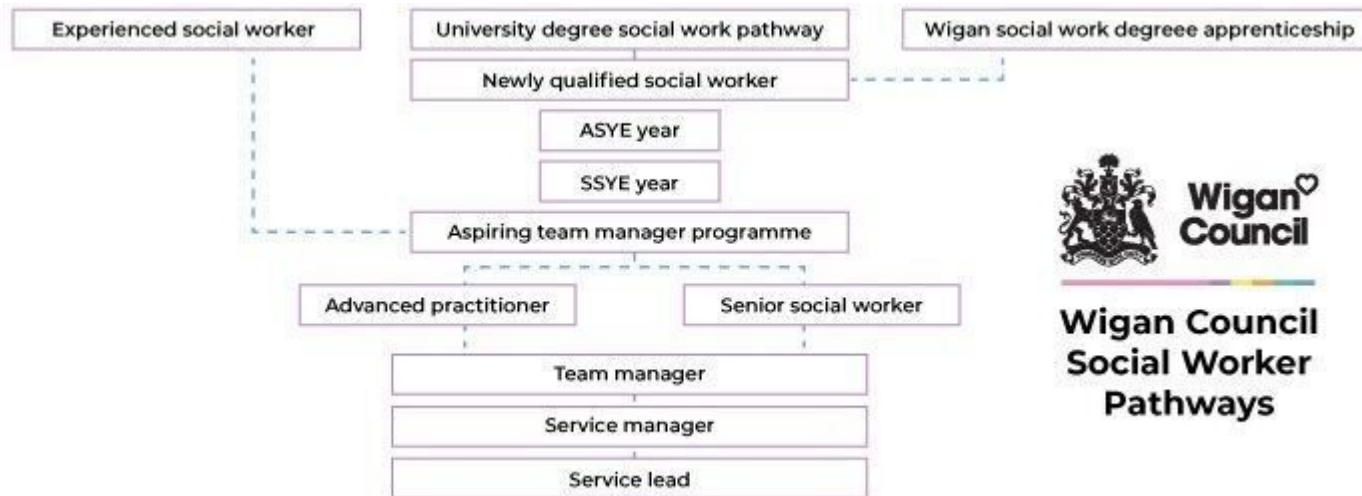 Experienced social worker
University degree social work pathway
Wigan social work degreee apprenticeship
Newly qualified social worker
ASYE year
SSYE year
Aspiring team manager programme
Advanced practitioner
Senior social worker
Team manager
Service manager
Service lead
Wigan
Council
Wigan Council
Social Worker
Pathways